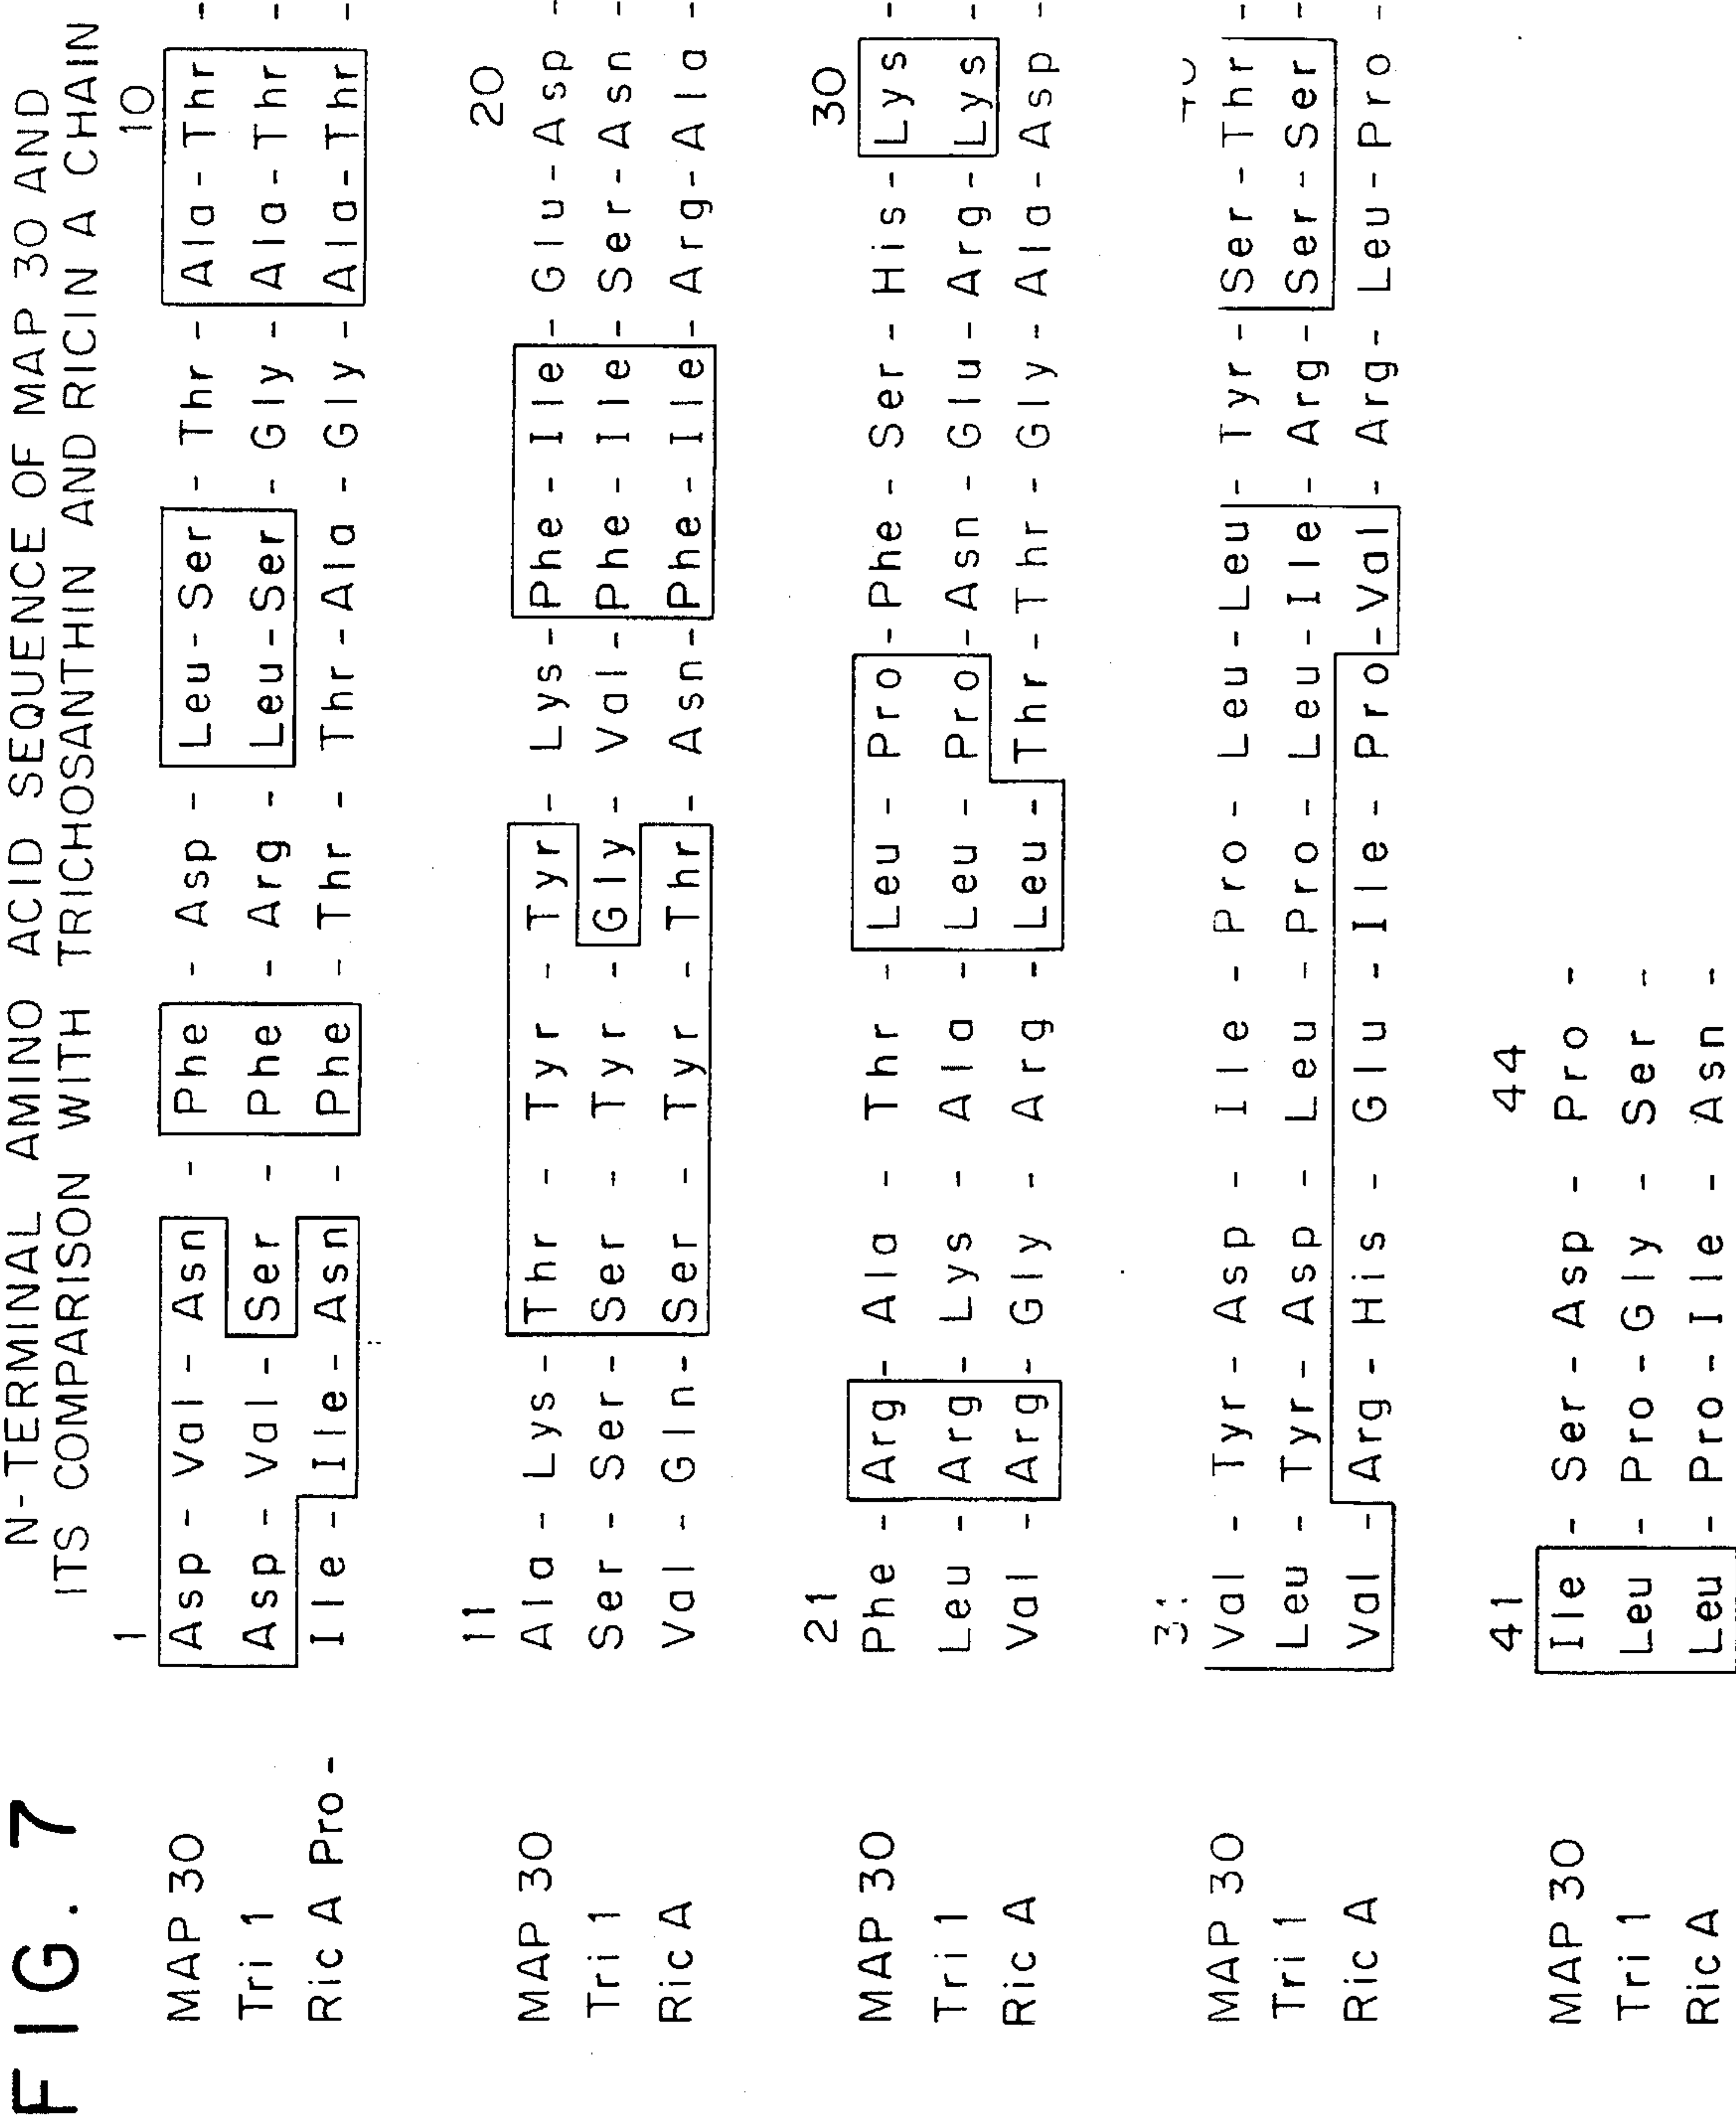 FIG. 7
N-TERMINAL AMINO ACID SEQUENCE OF MAP 30 AND
ITS COMPARISON WITH TRICHOSANTHIN AND RICIN A CHAIN
1 10
MAP 30 Asp - Val - Asn - Phe - Asp - Leu - Ser - Thr - Ala - Thr -
Tri 1 Asp - Val - Ser - Phe - Arg - Leu - Ser - Gly - Ala - Thr -
Ric A Pro - Ile - Ile - Asn - Phe - Thr - Thr - Ala - Gly - Ala - Thr -
11 20
MAP 30 Ala - Lys - Thr - Tyr - Tyr - Lys - Phe - Ile - Glu - Asp -
Tri 1 Ser - Ser - Ser - Tyr - Gly - Val - Phe - Ile - Ser - Asn -
Ric A Val - Gln - Ser - Tyr - Thr - Asn - Phe - Ile - Arg - Ala -
21 30
MAP 30 Phe - Arg - Ala - Thr - Leu - Pro - Phe - Ser - His - Lys -
Tri 1 Leu - Arg - Lys - Ala - Leu - Pro - Asn - Glu - Arg - Lys -
Ric A Val - Arg - Gly - Arg - Leu - Thr - Thr - Gly - Ala - Asp -
31
MAP 30 Val - Tyr - Asp - Ile - Pro - Leu - Leu - Tyr - Ser - Thr -
Tri 1 Leu - Tyr - Asp - Leu - Pro - Leu - Ile - Arg - Ser - Ser -
Ric A Val - Arg - His - Glu - Ile - Pro - Val - Arg - Leu - Pro -
41 44
MAP 30 Ile - Ser - Asp - Pro -
Tri 1 Leu - Pro - Gly - Ser -
Ric A Leu - Pro - Ile - Asn -